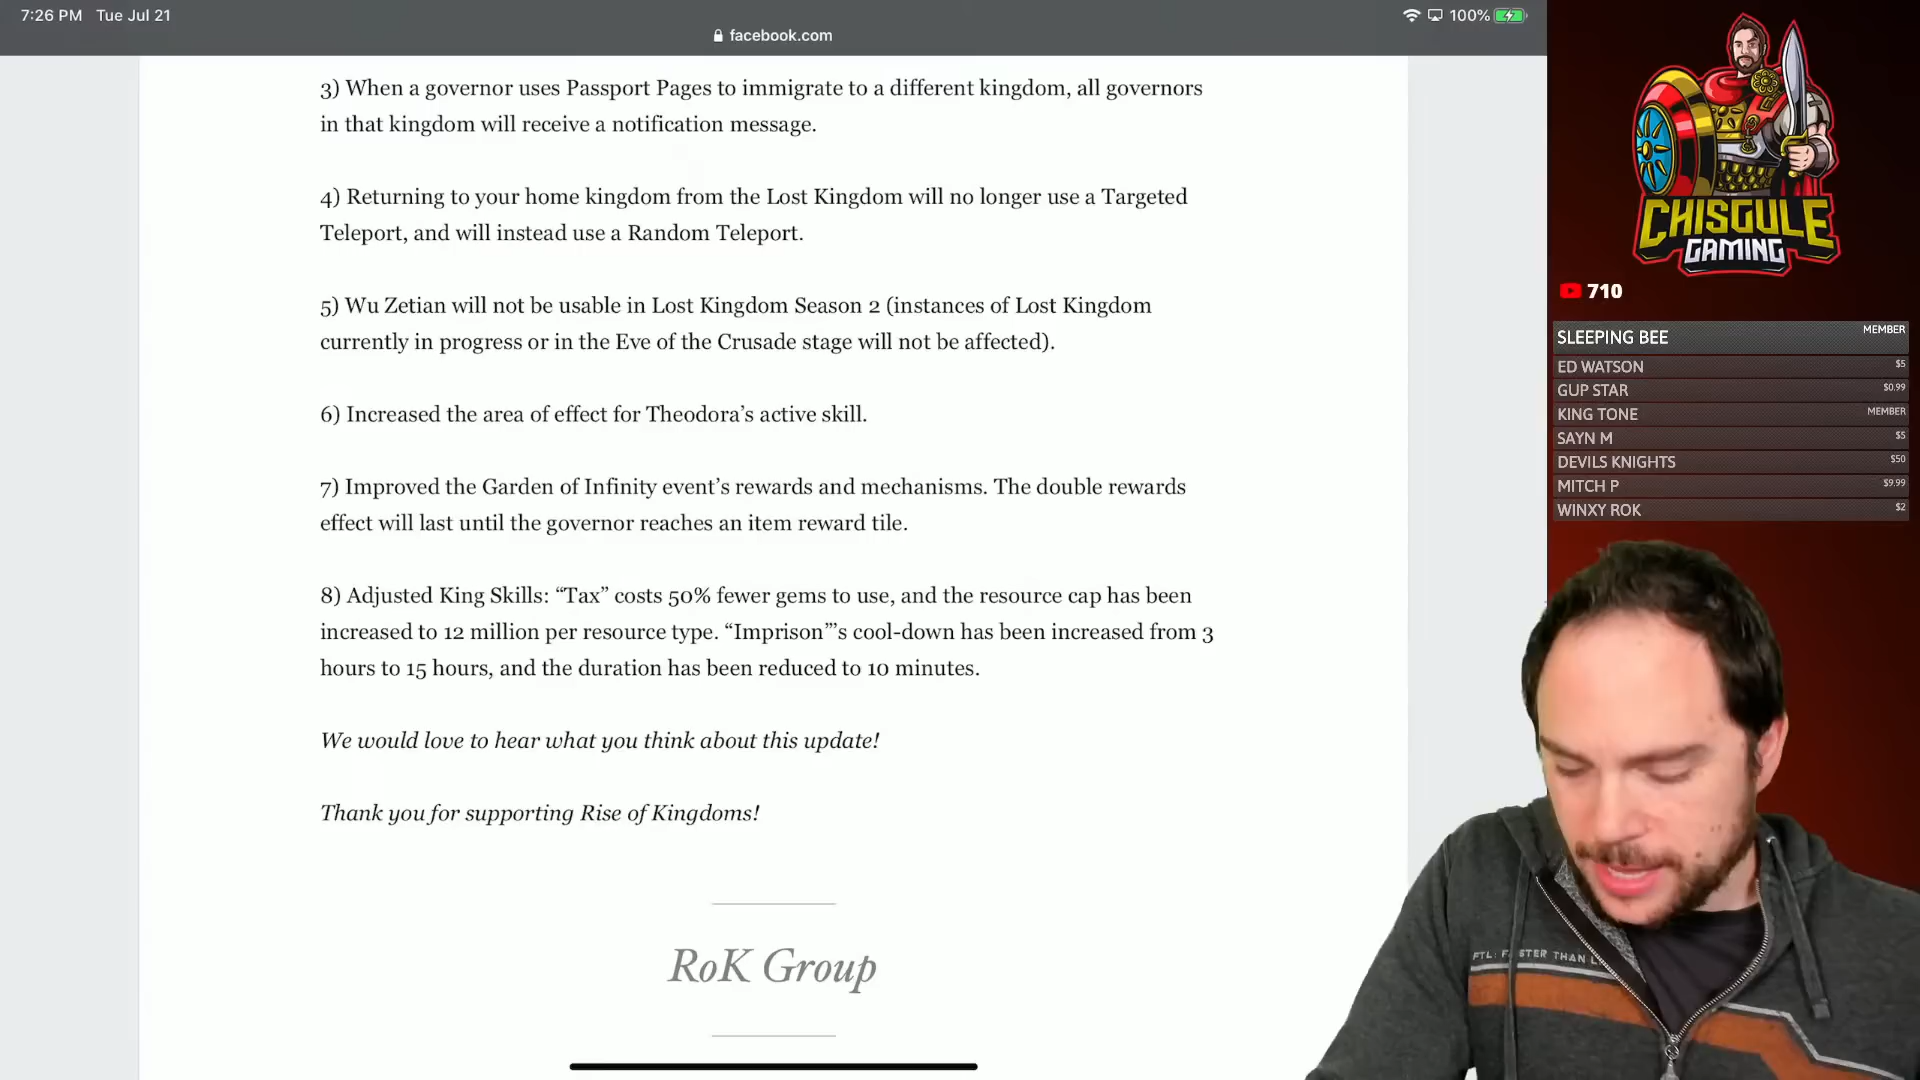 7:26 PM Tue Jul 21
100%
facebook.com
3) When a governor uses Passport Pages to immigrate to a different kingdom, all governors
in that kingdom will receive a notification message.
4) Returning to your home kingdom from the Lost Kingdom will no longer use a Targeted
Teleport, and will instead use a Random Teleport.
5) Wu Zetian will not be usable in Lost Kingdom Season 2 (instances of Lost Kingdom
currently in progress or in the Eve of the Crusade stage will not be affected).
6) Increased the area of effect for Theodora’s active skill.
7) Improved the Garden of Infinity event’s rewards and mechanisms. The double rewards
effect will last until the governor reaches an item reward tile.
8) Adjusted King Skills: “Tax” costs 50% fewer gems to use, and the resource cap has been
increased to 12 million per resource type. “Imprison”’s cool-down has been increased from 3
hours to 15 hours, and the duration has been reduced to 10 minutes.
We would love to hear what you think about this update!
Thank you for supporting Rise of Kingdoms!
RoK Group
CHISGULE
GAMING
710
SLEEPING BEE MEMBER
ED WATSON $5
GUP STAR $0.99
KING TONE MEMBER
SAYN M $5
DEVILS KNIGHTS $50
MITCH P $9.99
WINXY ROK $2
FTL: THAN